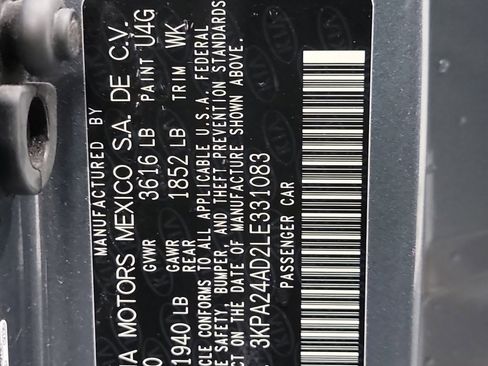 MANUFACTURED BY
IA MOTORS MEXICO S.A. DE C.V.
0 GVWR 3616 LB PAINT U4G
1940 LB GAWR REAR 1852 LB TRIM WK
CLE CONFORMS TO ALL APPLICABLE U.S.A. FEDERAL
E SAFETY, BUMPER, AND THEFT PREVENTION STANDARDS
CT ON THE DATE OF MANUFACTURE SHOWN ABOVE.
3KPA24AD2LE331083
PASSENGER CAR